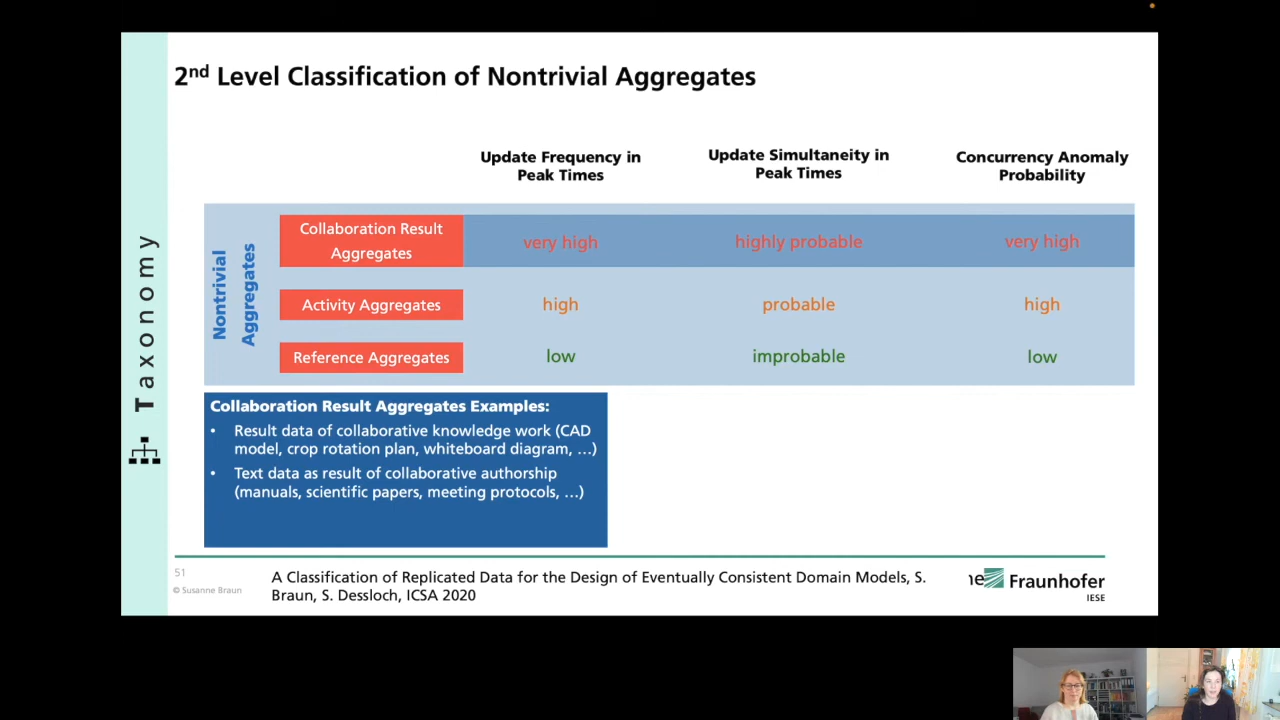 2nd Level Classification of Nontrivial Aggregates
Update Frequency in
Peak Times
Update Simultaneity in
Peak Times
Concurrency Anomaly
Probability
Taxonomy
Nontrivial
Aggregates
Collaboration Result
Aggregates
very high
highly probable
very high
Activity Aggregates
high
probable
high
Reference Aggregates
low
improbable
low
Collaboration Result Aggregates Examples:
• Result data of collaborative knowledge work (CAD
model, crop rotation plan, whiteboard diagram, …)
• Text data as result of collaborative authorship
(manuals, scientific papers, meeting protocols, …)
51
© Susanne Braun
A Classification of Replicated Data for the Design of Eventually Consistent Domain Models, S.
Braun, S. Dessloch, ICSA 2020
Fraunhofer
IESE